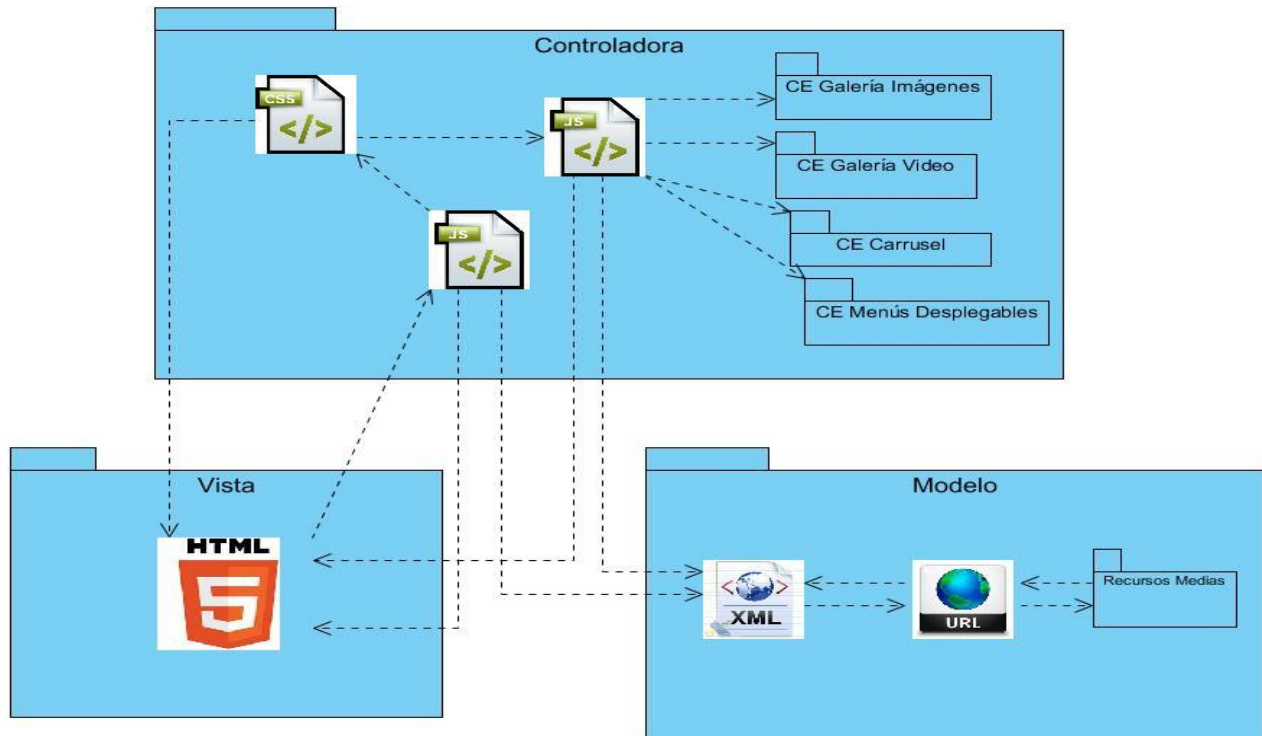 Controladora
CSS
</>
JS
</>
JS
</>
CE Galería Imágenes
CE Galería Video
CE Carrusel
CE Menús Desplegables
Vista
HTML
5
Modelo
< >
XML
URL
Recursos Medias